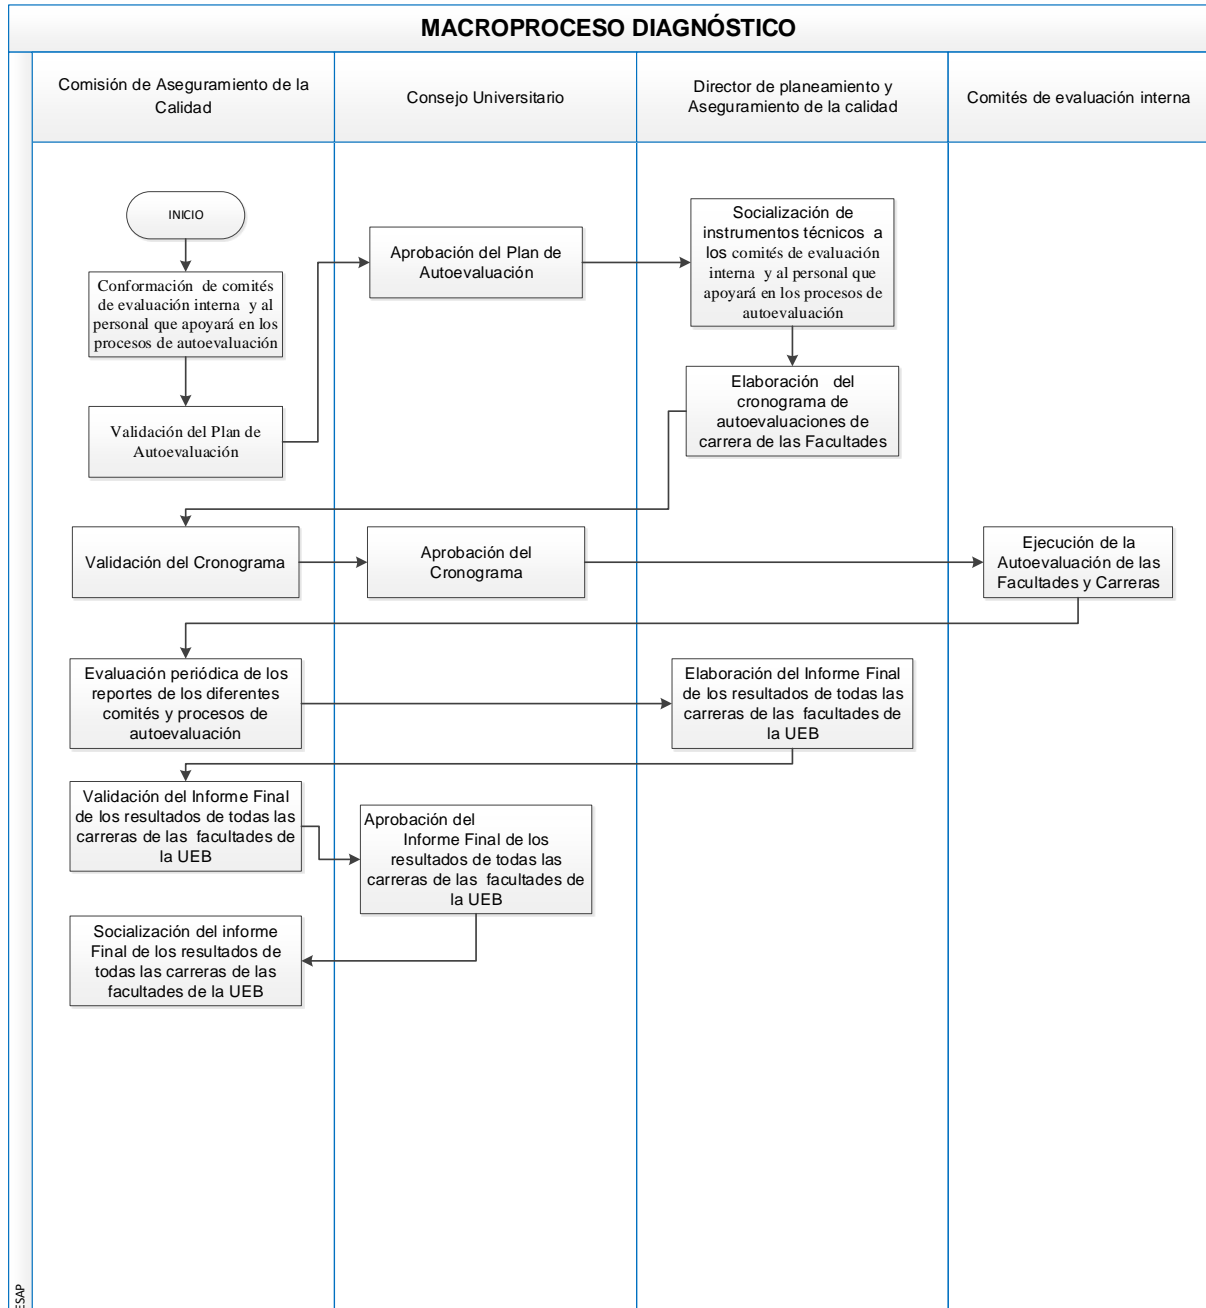 MACROPROCESO DIAGNÓSTICO
Comisión de Aseguramiento de la
Calidad
Consejo Universitario
Director de planeamiento y
Aseguramiento de la calidad
Comités de evaluación interna
INICIO
Conformación de comités
de evaluación interna y al
personal que apoyará en los
procesos de autoevaluación
Validación del Plan de
Autoevaluación
Aprobación del Plan de
Autoevaluación
Socialización de
instrumentos técnicos a
los comités de evaluación
interna y al personal que
apoyará en los procesos de
autoevaluación
Elaboración del
cronograma de
autoevaluaciones de
carrera de las Facultades
Validación del Cronograma
Aprobación del
Cronograma
Ejecución de la
Autoevaluación de las
Facultades y Carreras
Evaluación periódica de los
reportes de los diferentes
comités y procesos de
autoevaluación
Elaboración del Informe Final
de los resultados de todas las
carreras de las facultades de
la UEB
Validación del Informe Final
de los resultados de todas las
carreras de las facultades de
la UEB
Aprobación del
Informe Final de los
resultados de todas las
carreras de las facultades de
la UEB
Socialización del informe
Final de los resultados de
todas las carreras de las
facultades de la UEB
ESAP